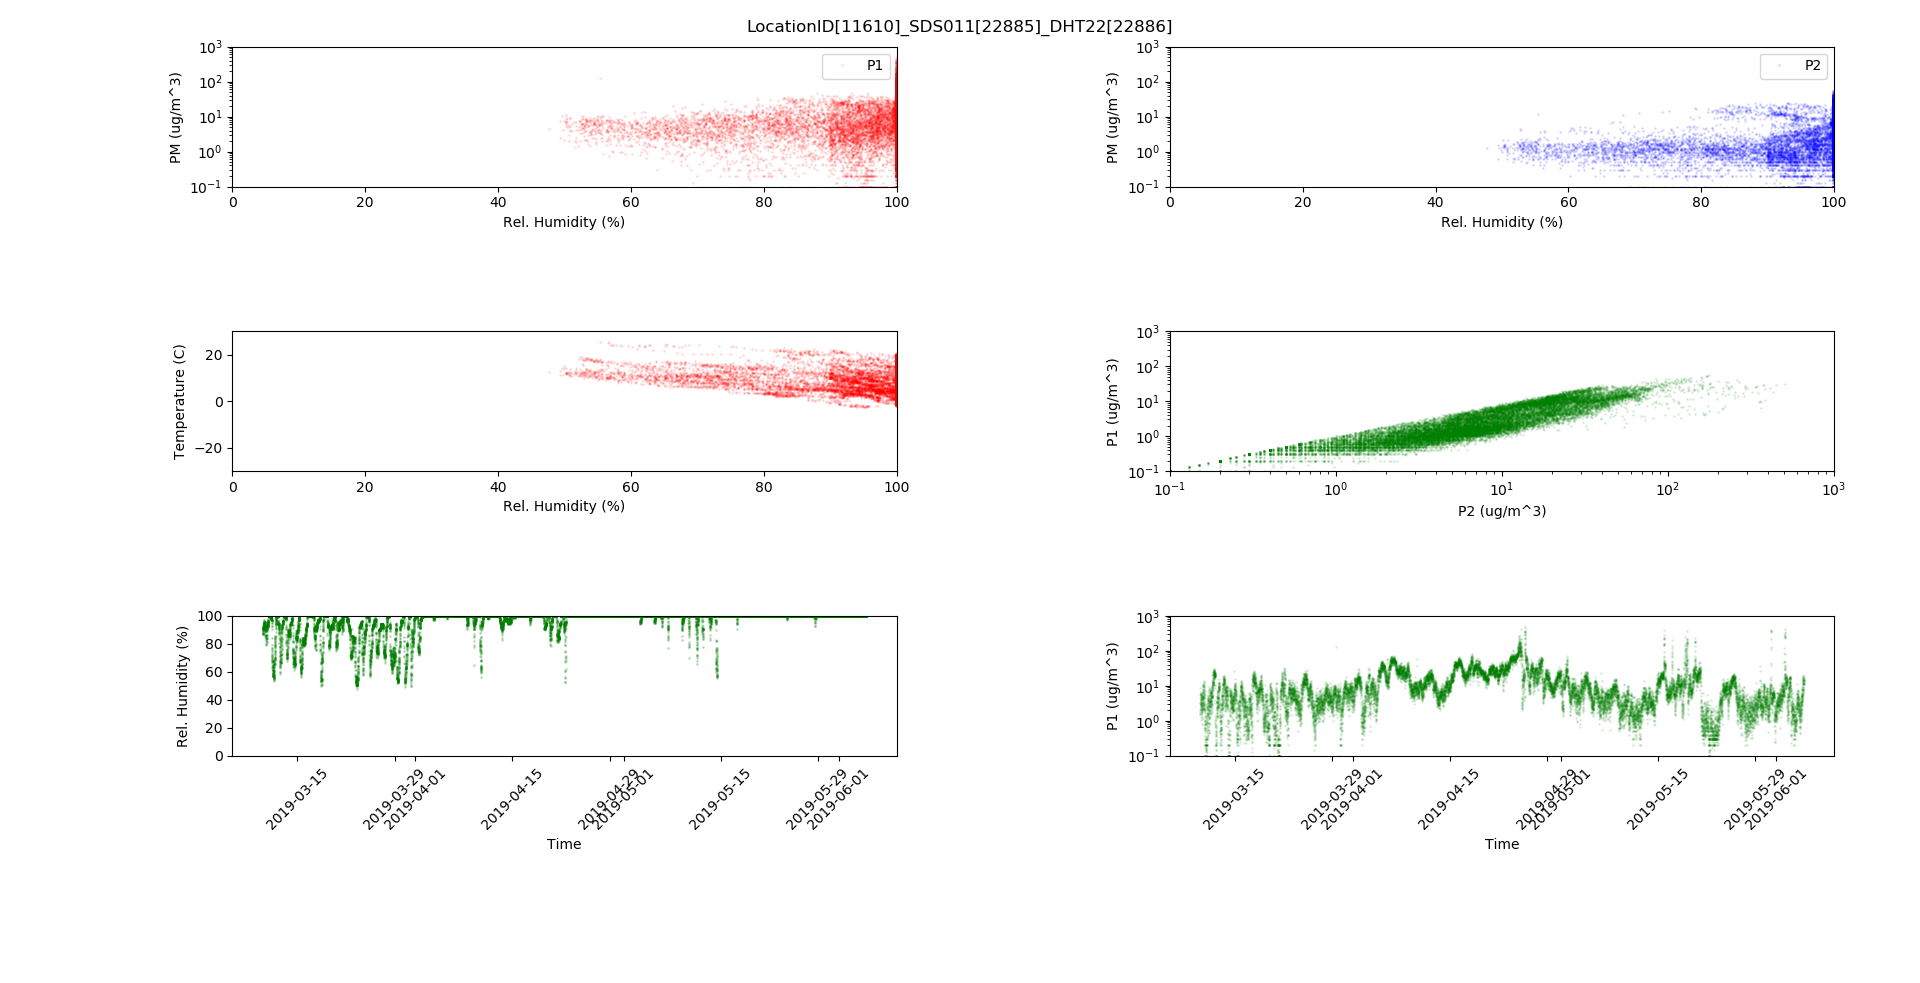 LocationID[11610]_SDS011[22885]_DHT22[22886]
10^3
10^2
10^1
10^0
10^-1
PM (ug/m^3)
P1
0 20 40 60 80 100
Rel. Humidity (%)
10^3
10^2
10^1
10^0
10^-1
PM (ug/m^3)
P2
0 20 40 60 80 100
Rel. Humidity (%)
20
0
−20
Temperature (C)
0 20 40 60 80 100
Rel. Humidity (%)
10^3
10^2
10^1
10^0
10^-1
P1 (ug/m^3)
10^-1 10^0 10^1 10^2 10^3
P2 (ug/m^3)
100
80
60
40
20
0
Rel. Humidity (%)
2019-03-15 2019-03-29 2019-04-01 2019-04-15 2019-04-29 2019-05-01 2019-05-15 2019-05-29 2019-06-01
Time
10^3
10^2
10^1
10^0
10^-1
P1 (ug/m^3)
2019-03-15 2019-03-29 2019-04-01 2019-04-15 2019-04-29 2019-05-01 2019-05-15 2019-05-29 2019-06-01
Time